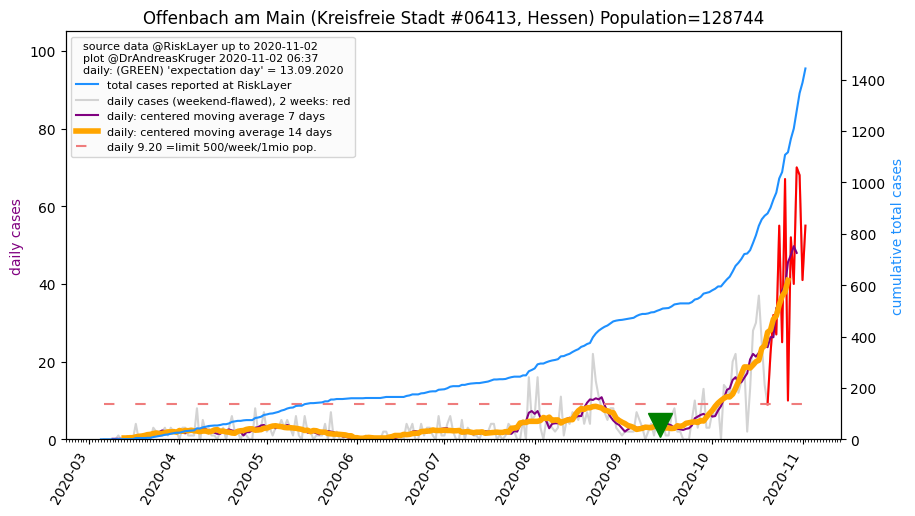 Offenbach am Main (Kreisfreie Stadt #06413, Hessen) Population=128744
source data @RiskLayer up to 2020-11-02
plot @DrAndreasKruger 2020-11-02 06:37
daily: (GREEN) 'expectation day' = 13.09.2020
total cases reported at RiskLayer
daily cases (weekend-flawed), 2 weeks: red
daily: centered moving average 7 days
daily: centered moving average 14 days
daily 9.20 =limit 500/week/1mio pop.
daily cases
100
80
60
40
20
0
cumulative total cases
1400
1200
1000
800
600
400
200
0
2020-03
2020-04
2020-05
2020-06
2020-07
2020-08
2020-09
2020-10
2020-11